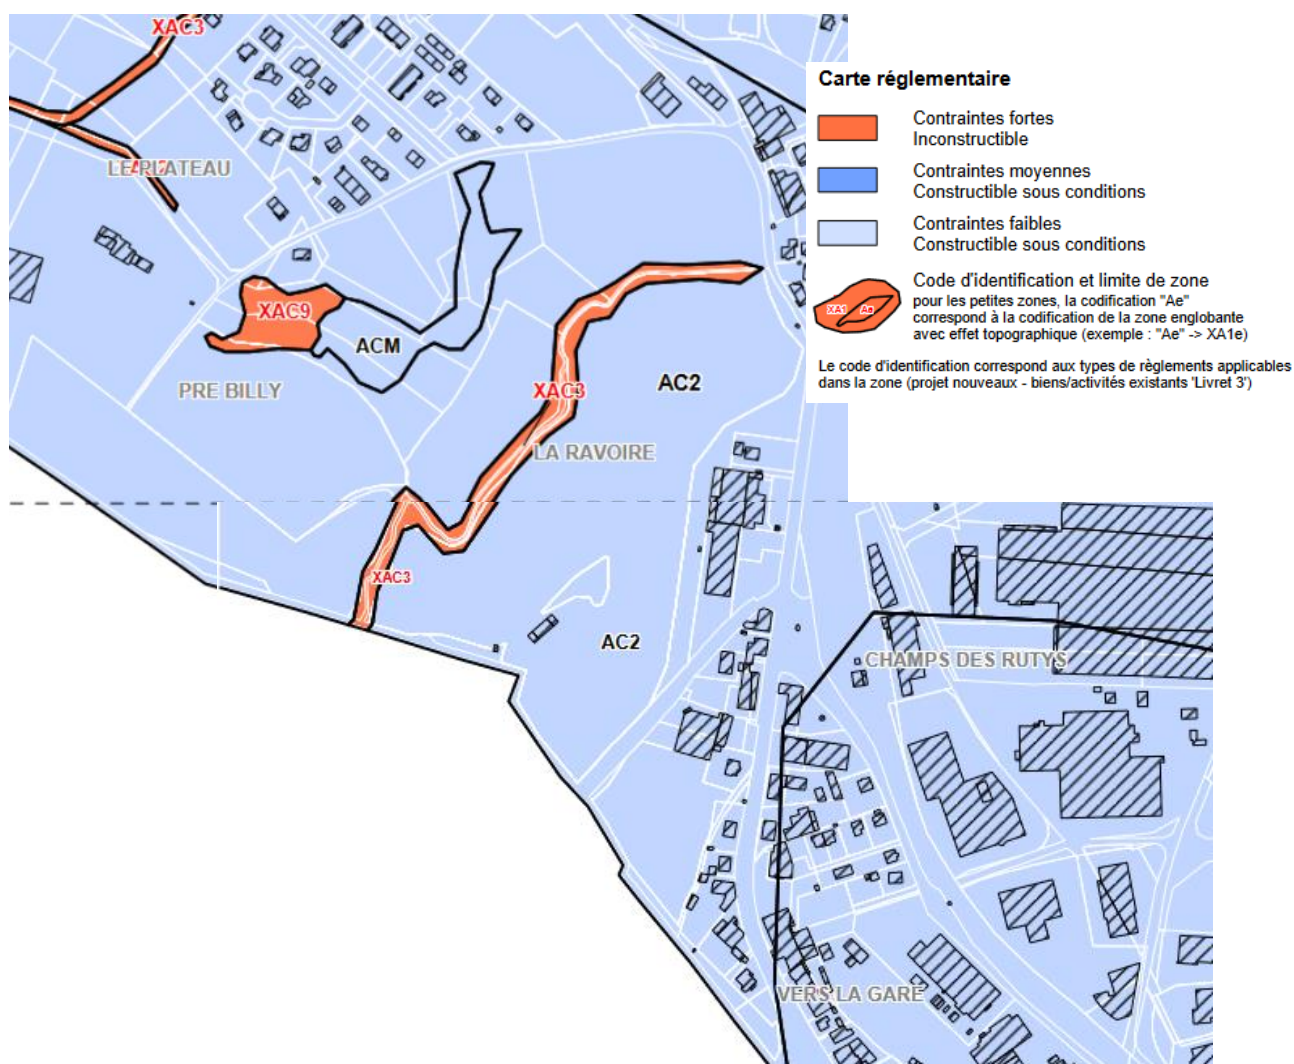 XAC3
Carte réglementaire
Contraintes fortes
Inconstructible
Contraintes moyennes
Constructible sous conditions
Contraintes faibles
Constructible sous conditions
Code d'identification et limite de zone
pour les petites zones, la codification "Ae"
correspond à la codification de la zone englobante
avec effet topographique (exemple : "Ae" -> XA1e)
XA1 Ae
Le code d'identification correspond aux types de règlements applicables
dans la zone (projet nouveaux - biens/activités existants 'Livret 3')
LE PLATEAU
XAC9
ACM
PRE BILLY
XAC3
AC2
LA RAVOIRE
XAC3
AC2
CHAMPS DES RUTYS
VERS LA GARE